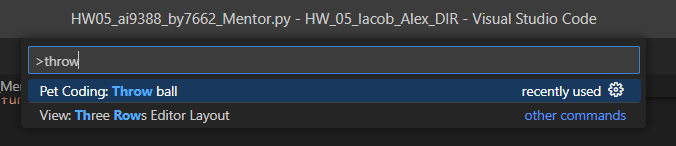 HW05_ai9388_by7662_Mentor.py - HW_05_Iacob_Alex_DIR - Visual Studio Code
>throw
Pet Coding: Throw ball recently used
View: Three Rows Editor Layout other commands